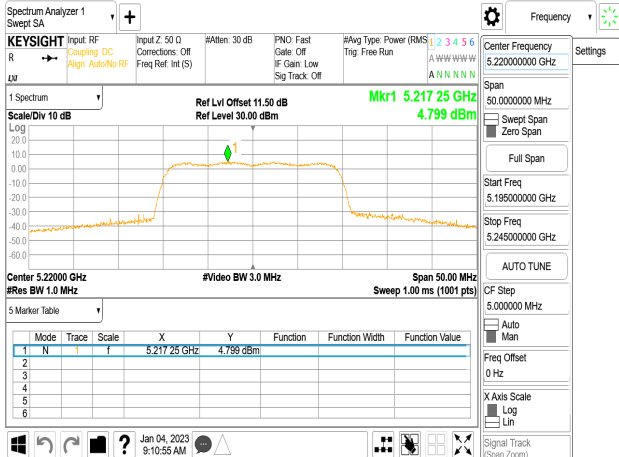 Spectrum Analyzer 1
Swept SA
KEYSIGHT
R
LXI
Input: RF
Coupling: DC
Align: Auto/No RF
Input Z: 50 Ω
Corrections: Off
Freq Ref: Int (S)
#Atten: 30 dB
PNO: Fast
Gate: Off
IF Gain: Low
Sig Track: Off
#Avg Type: Power (RMS
Trig: Free Run
1 2 3 4 5 6
A W W W W W
A N N N N N
1 Spectrum
Scale/Div 10 dB
Ref Lvl Offset 11.50 dB
Ref Level 30.00 dBm
Mkr1 5.217 25 GHz
4.799 dBm
Log
20.0
10.0
0.00
-10.0
-20.0
-30.0
-40.0
-50.0
-60.0
1
Center 5.22000 GHz
#Video BW 3.0 MHz
Span 50.00 MHz
#Res BW 1.0 MHz
Sweep 1.00 ms (1001 pts)
5 Marker Table
Mode Trace Scale X Y Function Function Width Function Value
1 N 1 f 5.217 25 GHz 4.799 dBm
2
3
4
5
6
Jan 04, 2023
9:10:55 AM
Frequency
Settings
Center Frequency
5.220000000 GHz
Span
50.0000000 MHz
Swept Span
Zero Span
Full Span
Start Freq
5.195000000 GHz
Stop Freq
5.245000000 GHz
AUTO TUNE
CF Step
5.000000 MHz
Auto
Man
Freq Offset
0 Hz
X Axis Scale
Log
Lin
Signal Track
(Span Zoom)